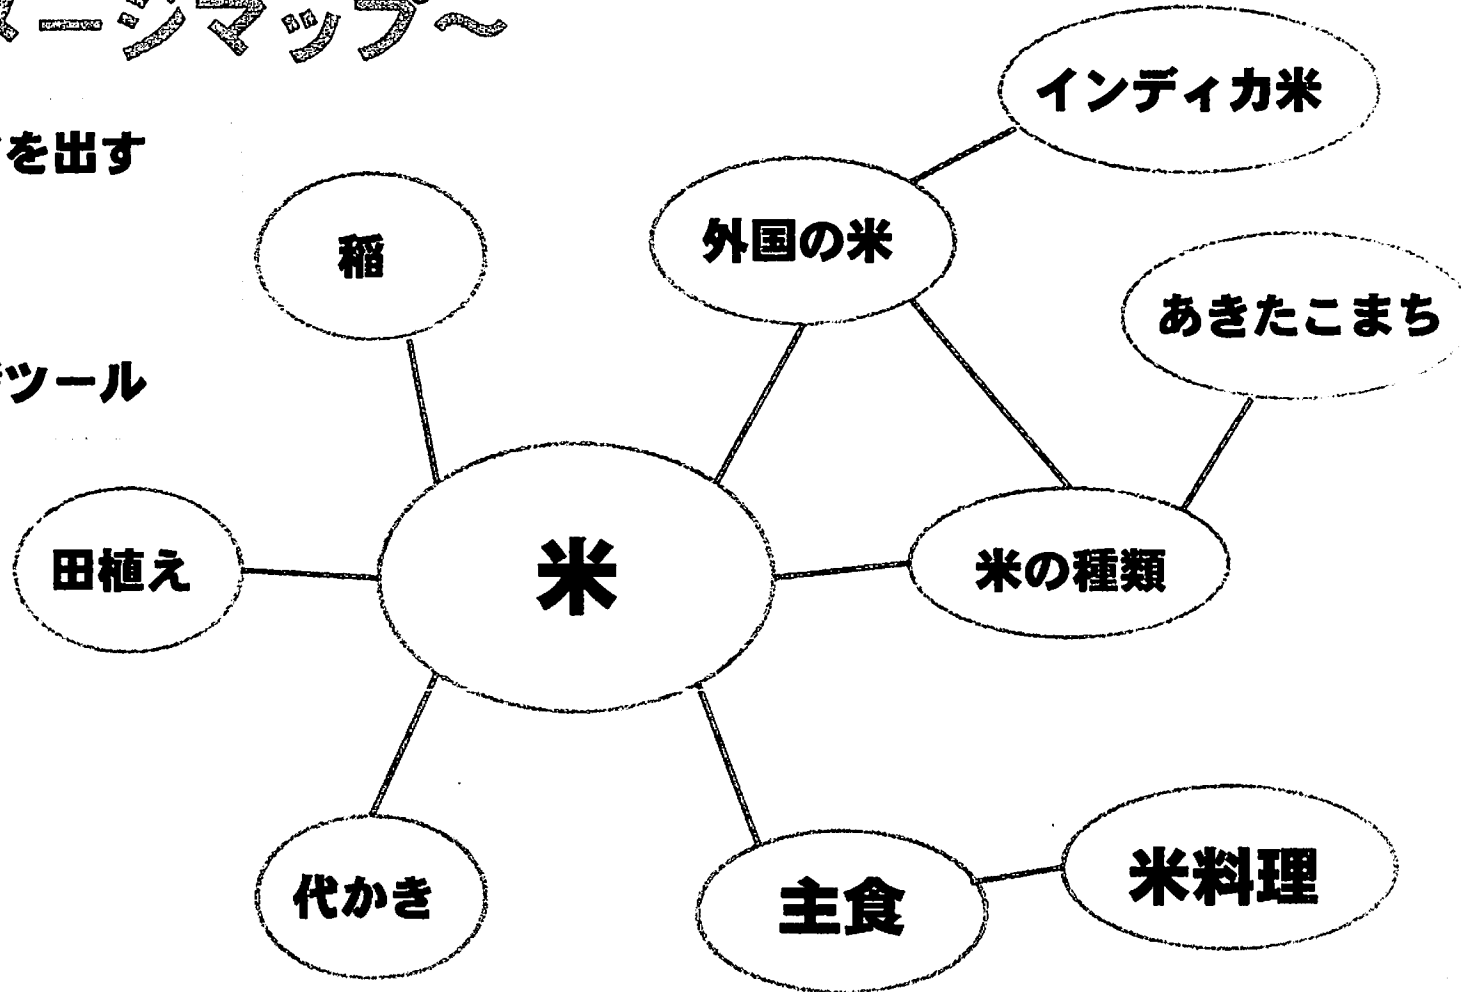 メージマップ～
を出す
ツール
インディカ米
外国の米
稲
あきたこまち
田植え
米
米の種類
代かき
主食
米料理